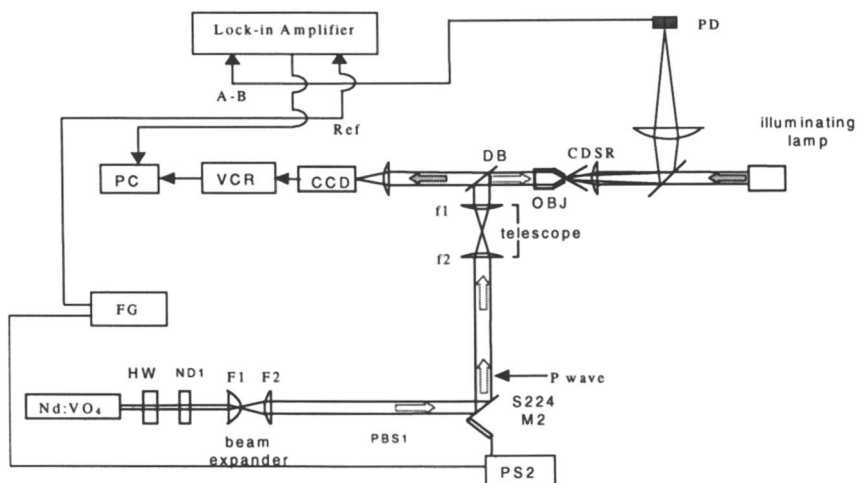 Lock-in Amplifier
PD
A-B
Ref
illuminating
lamp
DB
CDSR
PC
VCR
CCD
OBJ
f1
telescope
f2
FG
HW
ND1
F1
F2
P wave
Nd:VO₄
S224
M2
PBS1
beam
expander
PS2